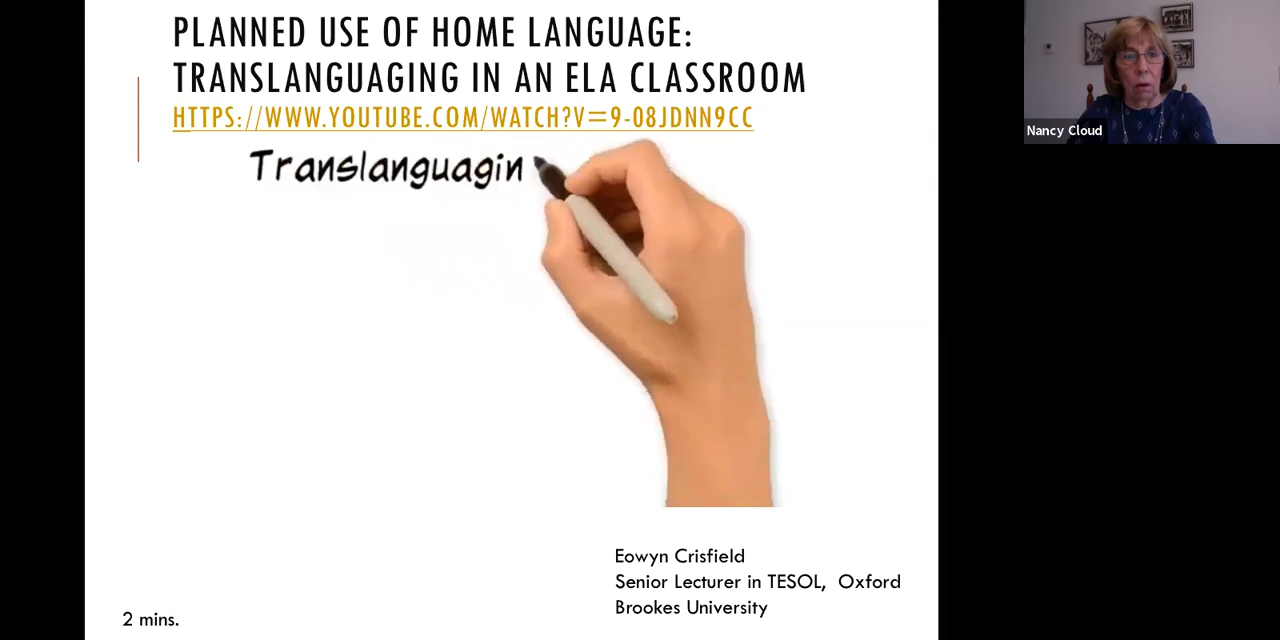 PLANNED USE OF HOME LANGUAGE:
TRANSLANGUAGING IN AN ELA CLASSROOM
HTTPS://WWW.YOUTUBE.COM/WATCH?V=9-08JDNN9CC
Translanguagin
Nancy Cloud
Eowyn Crisfield
Senior Lecturer in TESOL, Oxford
Brookes University
2 mins.